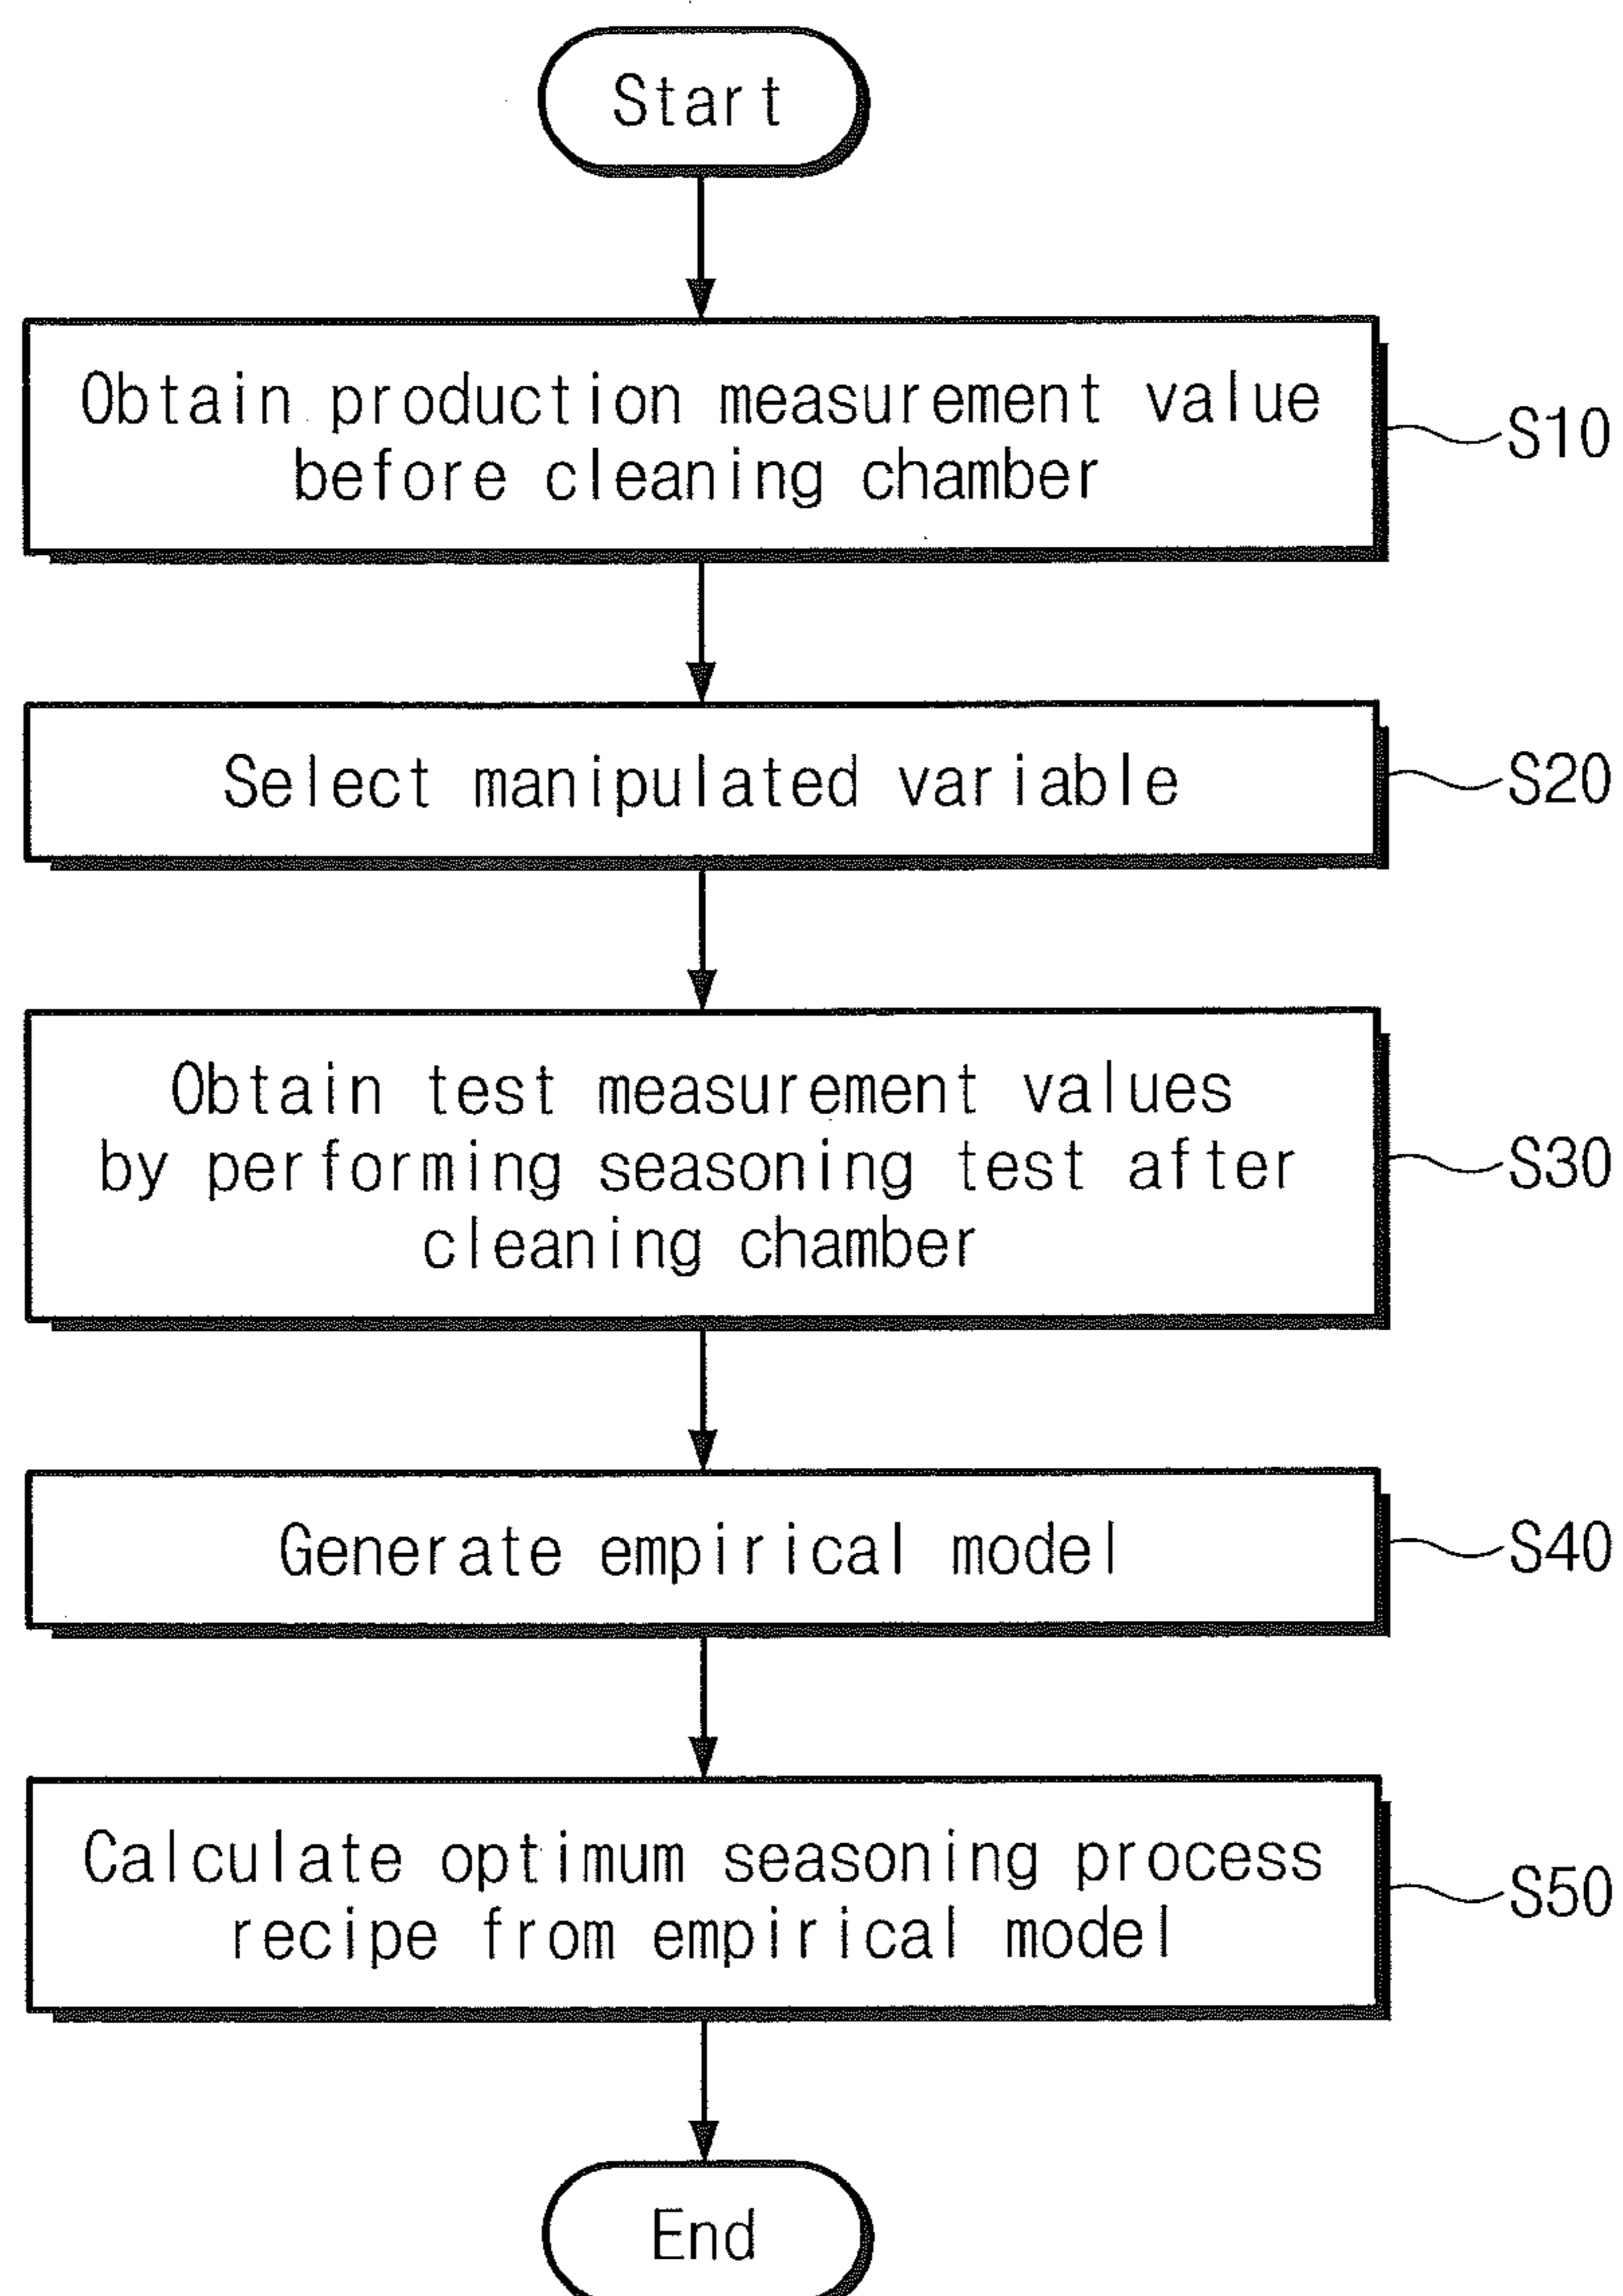 Start
Obtain production measurement value
before cleaning chamber
S10
Select manipulated variable
S20
Obtain test measurement values
by performing seasoning test after
cleaning chamber
S30
Generate empirical model
S40
Calculate optimum seasoning process
recipe from empirical model
S50
End